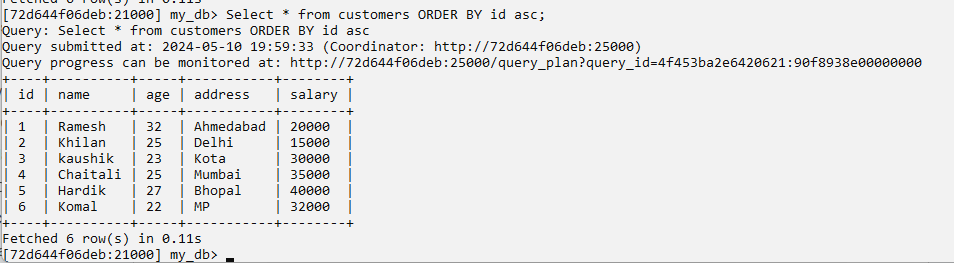 Fetched 6 row(s) in 0.11s
[72d644f06deb:21000] my_db> Select * from customers ORDER BY id asc;
Query: Select * from customers ORDER BY id asc
Query submitted at: 2024-05-10 19:59:33 (Coordinator: http://72d644f06deb:25000)
Query progress can be monitored at: http://72d644f06deb:25000/query_plan?query_id=4f453ba2e6420621:90f8938e00000000
+----+----------+-----+-----------+--------+
| id | name     | age | address   | salary |
+----+----------+-----+-----------+--------+
| 1  | Ramesh   | 32  | Ahmedabad | 20000  |
| 2  | Khilan   | 25  | Delhi     | 15000  |
| 3  | kaushik  | 23  | Kota      | 30000  |
| 4  | Chaitali | 25  | Mumbai    | 35000  |
| 5  | Hardik   | 27  | Bhopal    | 40000  |
| 6  | Komal    | 22  | MP        | 32000  |
+----+----------+-----+-----------+--------+
Fetched 6 row(s) in 0.11s
[72d644f06deb:21000] my_db>